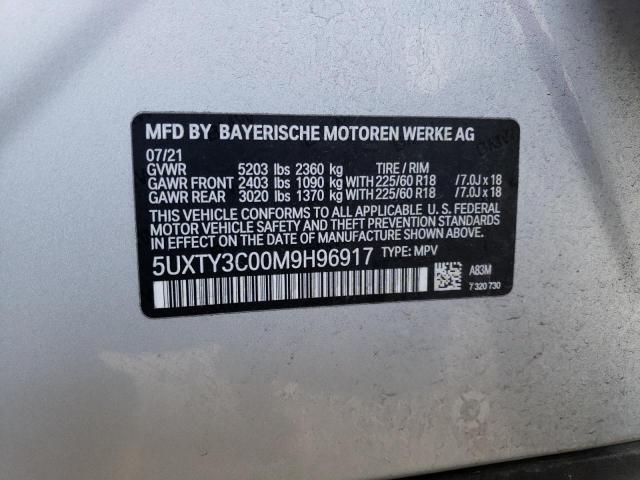 MFD BY BAYERISCHE MOTOREN WERKE AG
07/21
GVWR 5203 lbs 2360 kg TIRE / RIM
GAWR FRONT 2403 lbs 1090 kg WITH 225/60 R18 / 7.0J x 18
GAWR REAR 3020 lbs 1370 kg WITH 225/60 R18 / 7.0J x 18
THIS VEHICLE CONFORMS TO ALL APPLICABLE U. S. FEDERAL
MOTOR VEHICLE SAFETY AND THEFT PREVENTION STANDARDS
IN EFFECT ON THE DATE OF MANUFACTURE SHOWN ABOVE.
5UXTY3C00M9H96917 TYPE: MPV
A83M
7 320 730